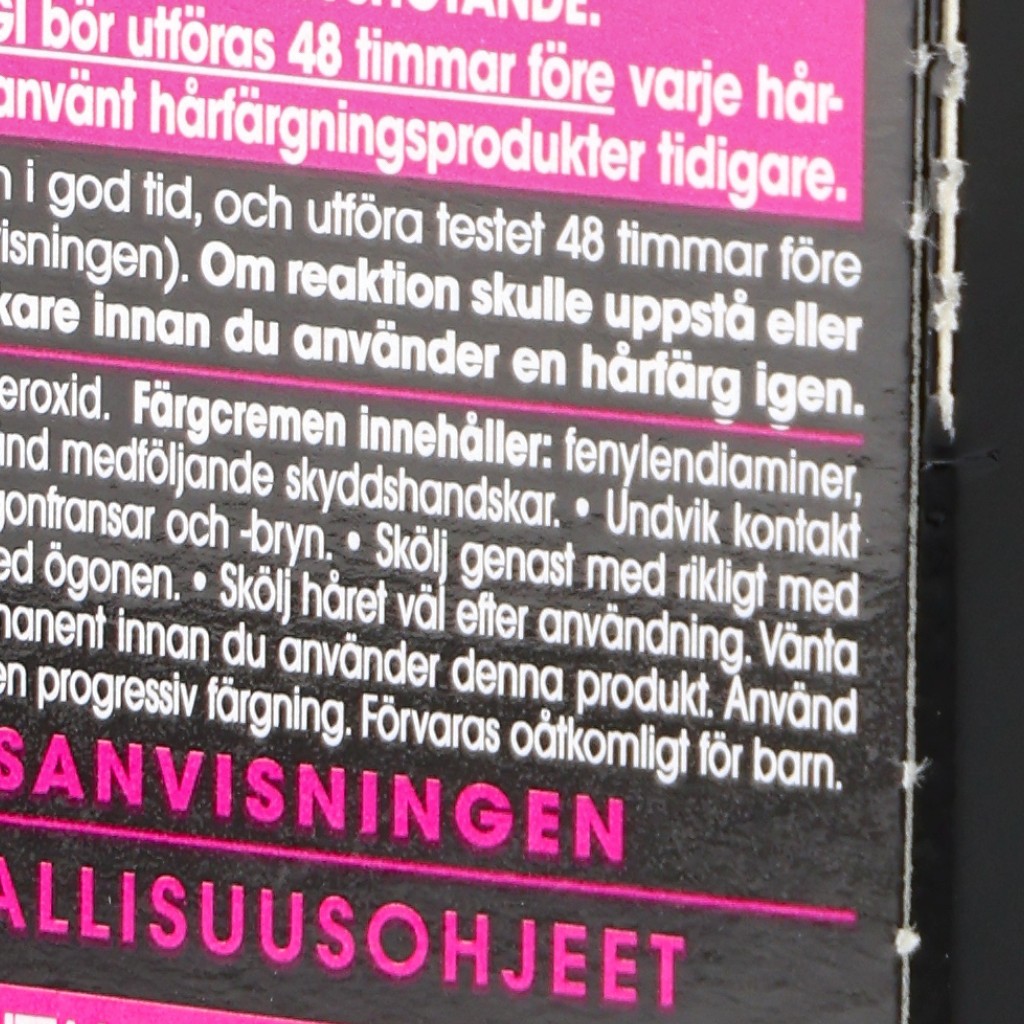 bör utföras 48 timmar före varje hår-
använt hårfärgningsprodukter tidigare.
i god tid, och utföra testet 48 timmar före
isningen). Om reaktion skulle uppstå eller
kare innan du använder en hårfärg igen.
eroxid. Färgcremen innehåller: fenylendiaminer,
nd medföljande skyddshandskar. • Undvik kontakt
gonfransar och -bryn. • Skölj genast med rikligt med
ed ögonen. • Skölj håret väl efter användning. Vänta
manent innan du använder denna produkt. Använd
en progressiv färgning. Förvaras oåtkomligt för barn.
SANVISNINGEN
ALLISUUSOHJEET